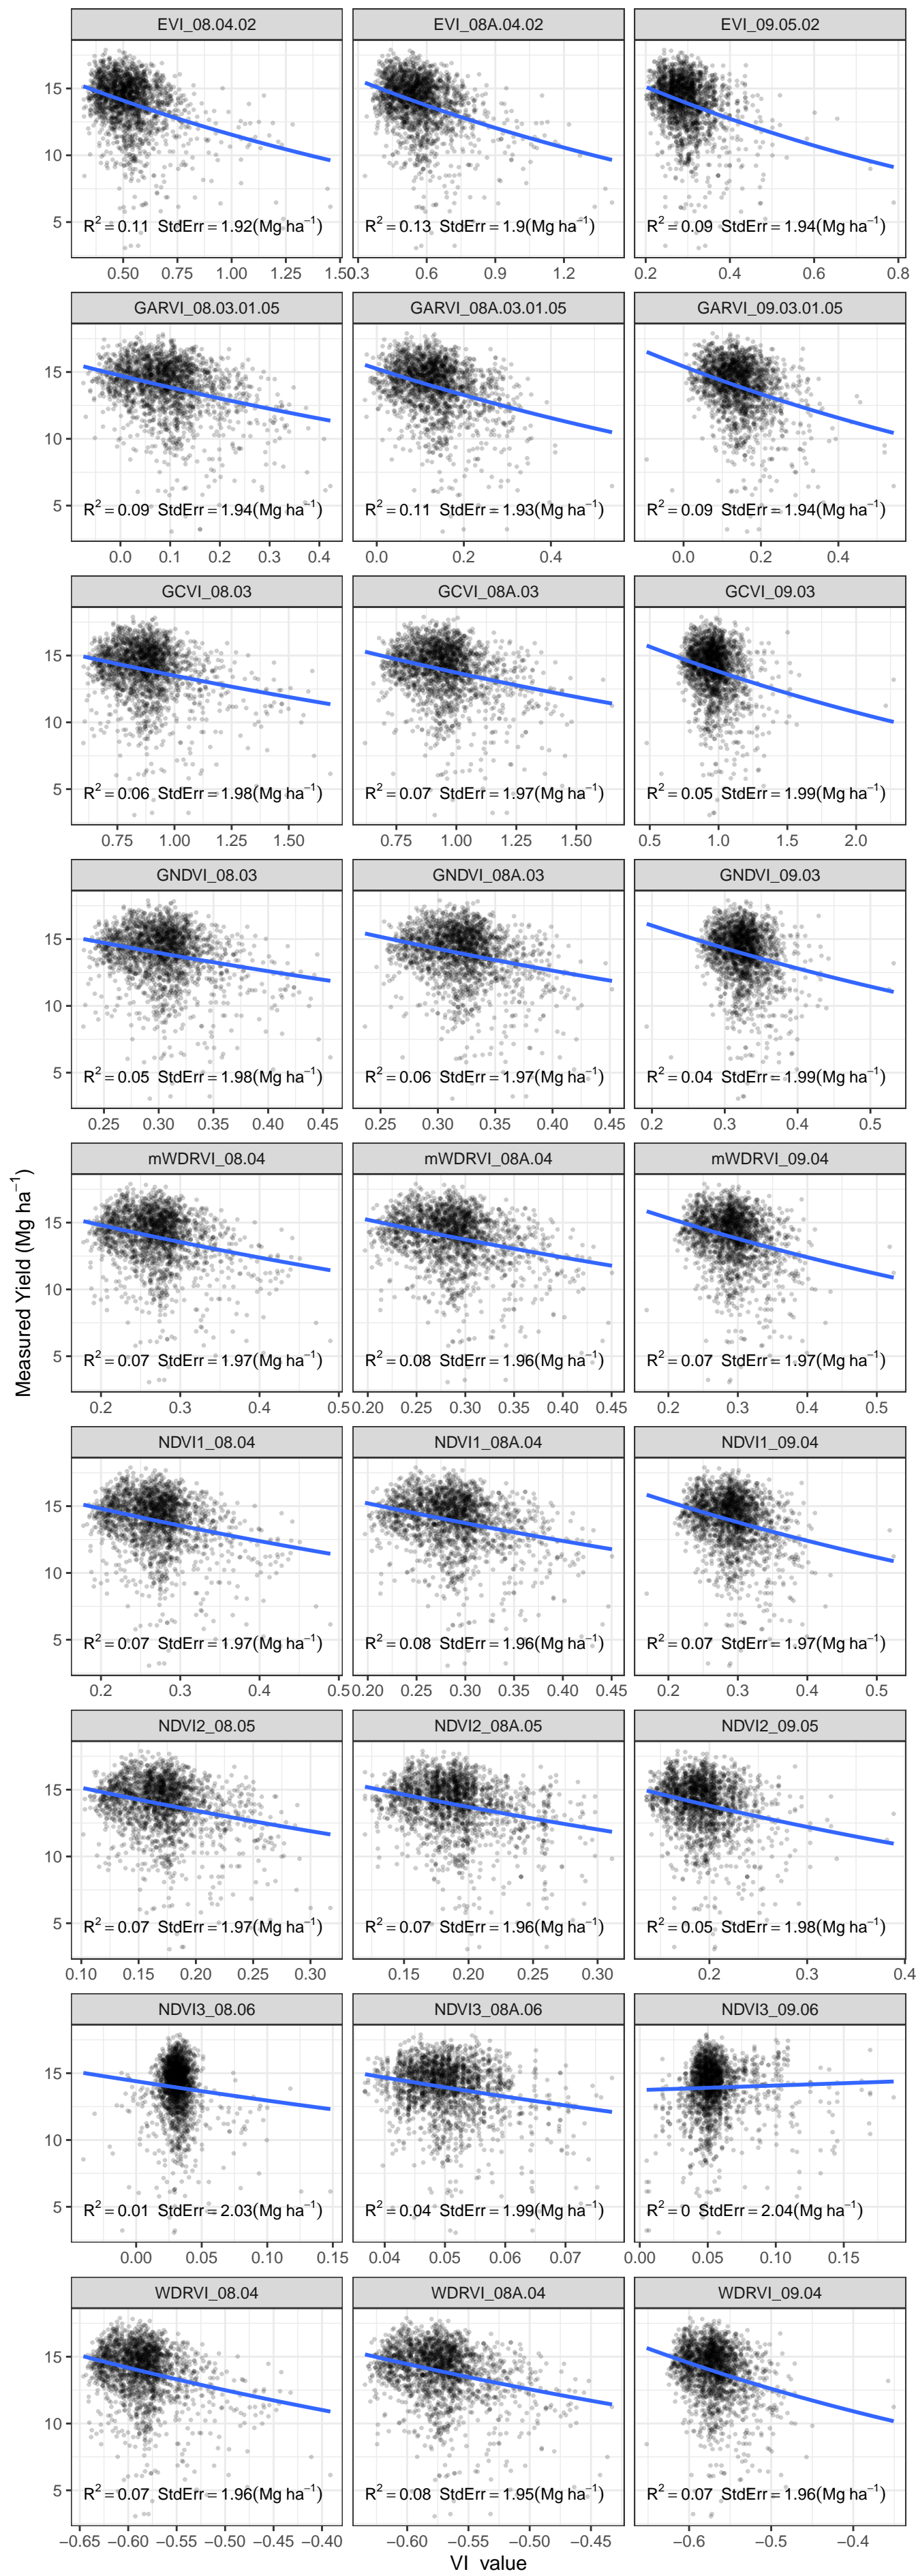 EVI_08.04.02 EVI_08A.04.02 EVI_09.05.02
15
10
5
R² = 0.11 StdErr = 1.92(Mg ha⁻¹) R² = 0.13 StdErr = 1.9(Mg ha⁻¹) R² = 0.09 StdErr = 1.94(Mg ha⁻¹)
0.50 0.75 1.00 1.25 1.50 0.3 0.6 0.9 1.2 0.2 0.4 0.6 0.8
GARVI_08.03.01.05 GARVI_08A.03.01.05 GARVI_09.03.01.05
15
10
5
R² = 0.09 StdErr = 1.94(Mg ha⁻¹) R² = 0.11 StdErr = 1.93(Mg ha⁻¹) R² = 0.09 StdErr = 1.94(Mg ha⁻¹)
0.0 0.1 0.2 0.3 0.4 0.0 0.2 0.4 0.0 0.2 0.4
GCVI_08.03 GCVI_08A.03 GCVI_09.03
15
10
5
R² = 0.06 StdErr = 1.98(Mg ha⁻¹) R² = 0.07 StdErr = 1.97(Mg ha⁻¹) R² = 0.05 StdErr = 1.99(Mg ha⁻¹)
0.75 1.00 1.25 1.50 0.75 1.00 1.25 1.50 0.5 1.0 1.5 2.0
GNDVI_08.03 GNDVI_08A.03 GNDVI_09.03
15
10
5
R² = 0.05 StdErr = 1.98(Mg ha⁻¹) R² = 0.06 StdErr = 1.97(Mg ha⁻¹) R² = 0.04 StdErr = 1.99(Mg ha⁻¹)
0.25 0.30 0.35 0.40 0.45 0.25 0.30 0.35 0.40 0.45 0.2 0.3 0.4 0.5
Measured Yield (Mg ha⁻¹)
mWDRVI_08.04 mWDRVI_08A.04 mWDRVI_09.04
15
10
5
R² = 0.07 StdErr = 1.97(Mg ha⁻¹) R² = 0.08 StdErr = 1.96(Mg ha⁻¹) R² = 0.07 StdErr = 1.97(Mg ha⁻¹)
0.2 0.3 0.4 0.5 0.20 0.25 0.30 0.35 0.40 0.45 0.2 0.3 0.4 0.5
NDVI1_08.04 NDVI1_08A.04 NDVI1_09.04
15
10
5
R² = 0.07 StdErr = 1.97(Mg ha⁻¹) R² = 0.08 StdErr = 1.96(Mg ha⁻¹) R² = 0.07 StdErr = 1.97(Mg ha⁻¹)
0.2 0.3 0.4 0.5 0.20 0.25 0.30 0.35 0.40 0.45 0.2 0.3 0.4 0.5
NDVI2_08.05 NDVI2_08A.05 NDVI2_09.05
15
10
5
R² = 0.07 StdErr = 1.97(Mg ha⁻¹) R² = 0.07 StdErr = 1.96(Mg ha⁻¹) R² = 0.05 StdErr = 1.98(Mg ha⁻¹)
0.10 0.15 0.20 0.25 0.30 0.15 0.20 0.25 0.30 0.2 0.3 0.4
NDVI3_08.06 NDVI3_08A.06 NDVI3_09.06
15
10
5
R² = 0.01 StdErr = 2.03(Mg ha⁻¹) R² = 0.04 StdErr = 1.99(Mg ha⁻¹) R² = 0 StdErr = 2.04(Mg ha⁻¹)
0.00 0.05 0.10 0.15 0.04 0.05 0.06 0.07 0.00 0.05 0.10 0.15
WDRVI_08.04 WDRVI_08A.04 WDRVI_09.04
15
10
5
R² = 0.07 StdErr = 1.96(Mg ha⁻¹) R² = 0.08 StdErr = 1.95(Mg ha⁻¹) R² = 0.07 StdErr = 1.96(Mg ha⁻¹)
−0.65 −0.60 −0.55 −0.50 −0.45 −0.40 −0.60 −0.55 −0.50 −0.45 −0.6 −0.5 −0.4
VI value